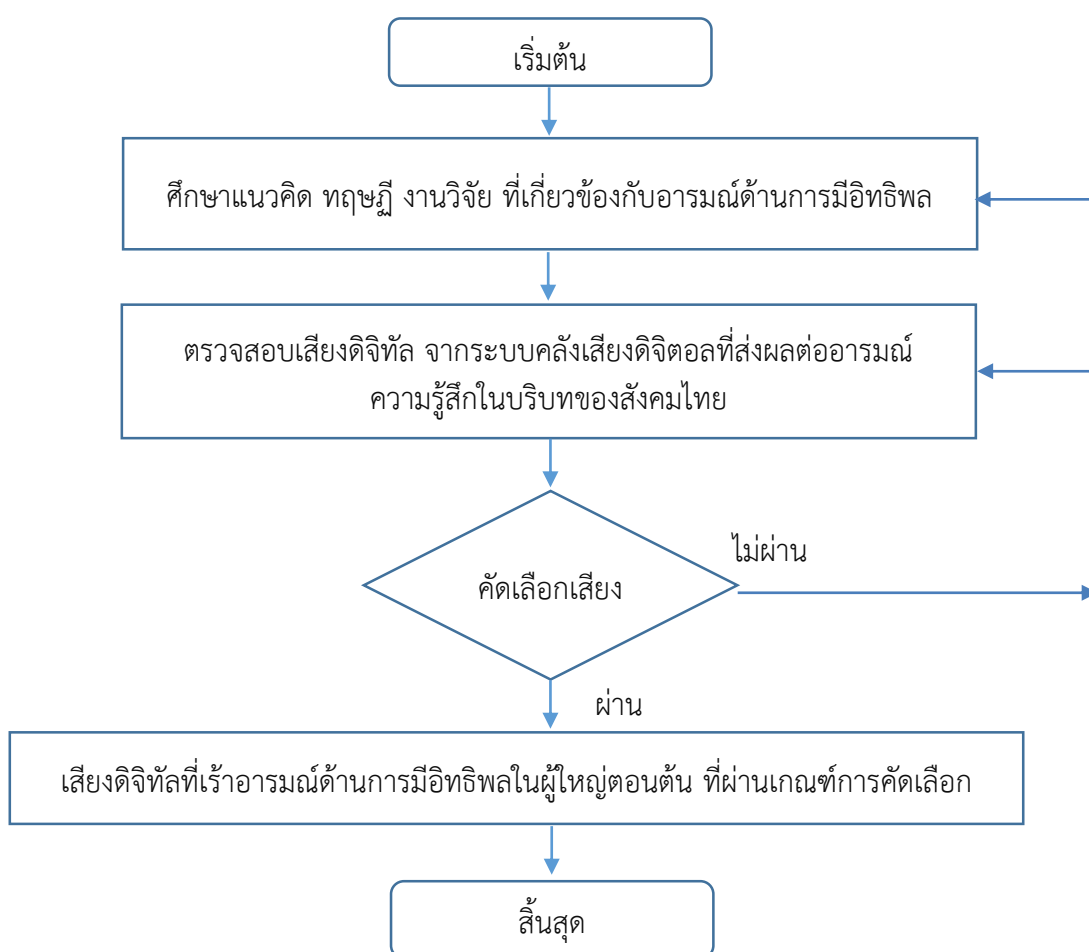 เริ่มต้น
ศึกษาแนวคิด ทฤษฏี งานวิจัย ที่เกี่ยวข้องกับอารมณ์ด้านการมีอิทธิพล
ตรวจสอบเสียงดิจิทัล จากระบบคลังเสียงดิจิตอลที่ส่งผลต่ออารมณ์
ความรู้สึกในบริบทของสังคมไทย
ไม่ผ่าน
คัดเลือกเสียง
ผ่าน
เสียงดิจิทัลที่เร้าอารมณ์ด้านการมีอิทธิพลในผู้ใหญ่ตอนต้น ที่ผ่านเกณฑ์การคัดเลือก
สิ้นสุด